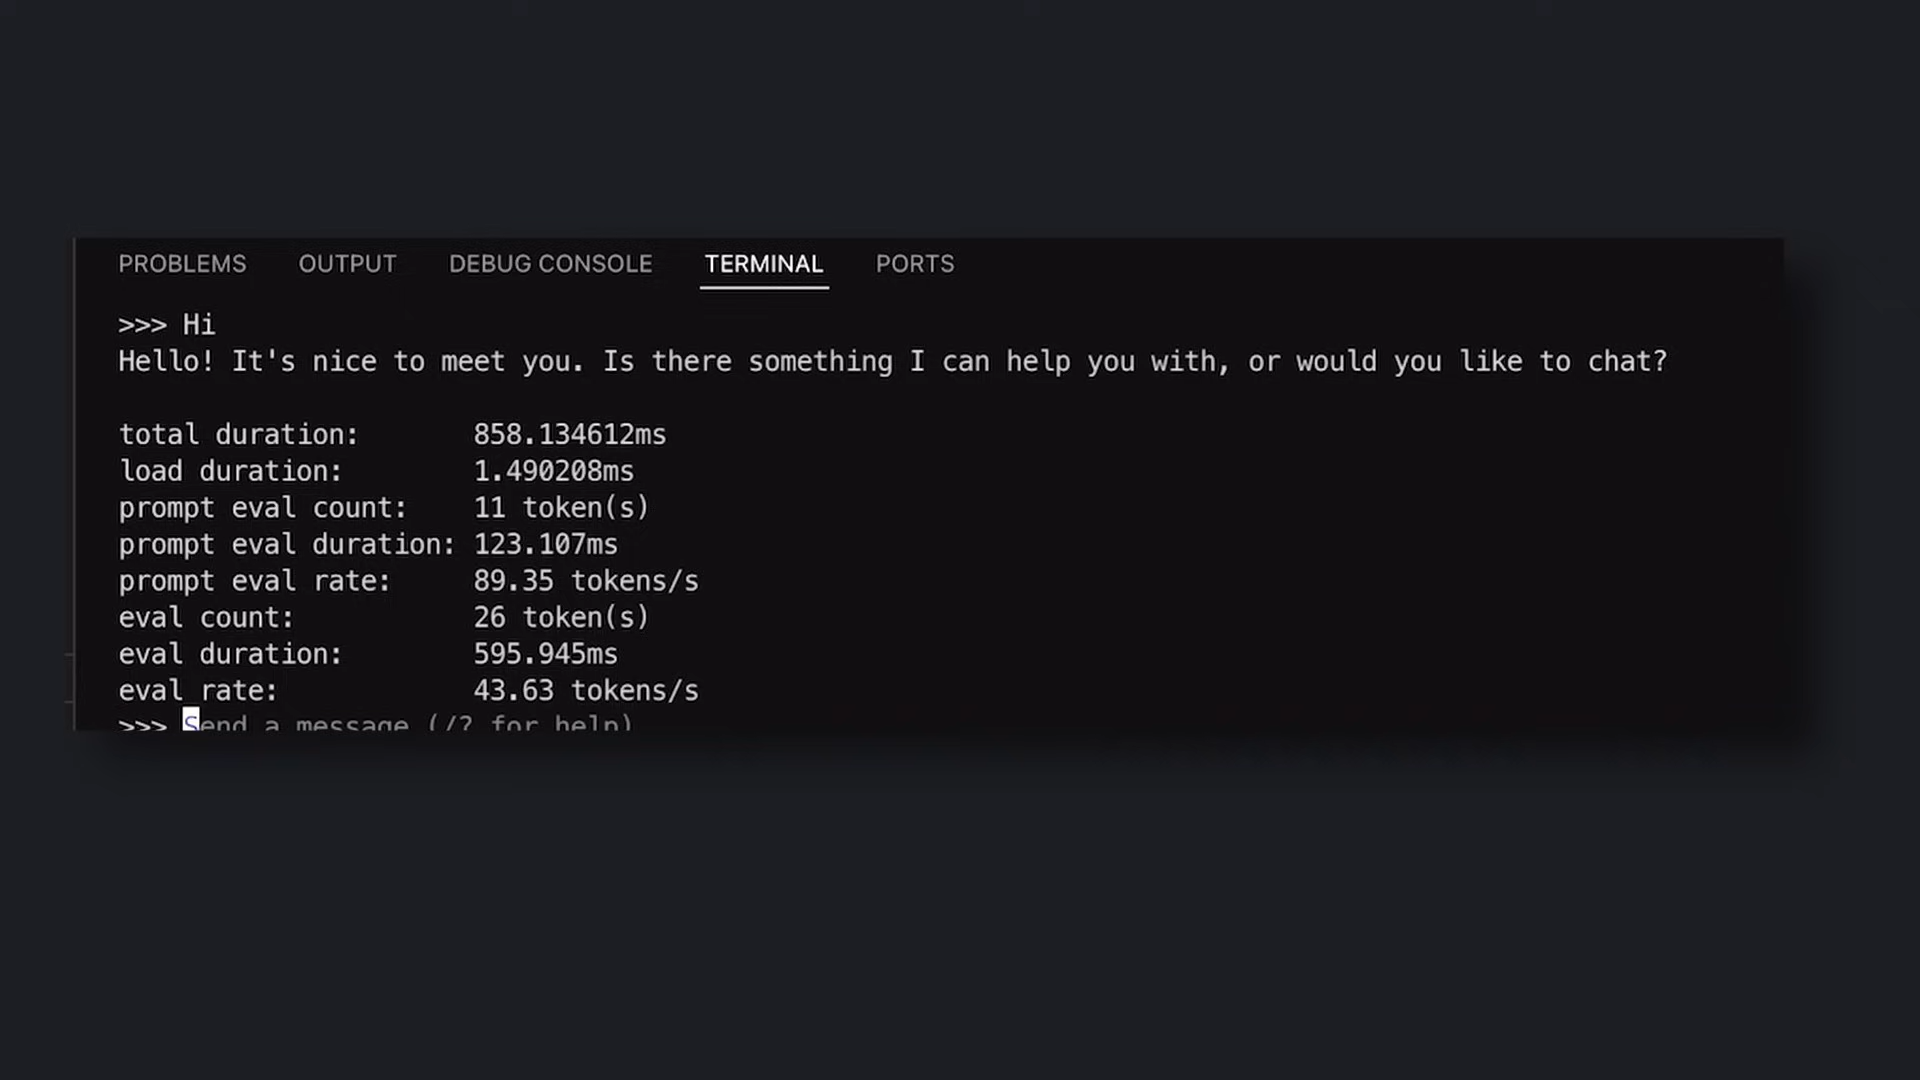 PROBLEMS OUTPUT DEBUG CONSOLE TERMINAL PORTS
>>> Hi
Hello! It's nice to meet you. Is there something I can help you with, or would you like to chat?
total duration: 858.134612ms
load duration: 1.490208ms
prompt eval count: 11 token(s)
prompt eval duration: 123.107ms
prompt eval rate: 89.35 tokens/s
eval count: 26 token(s)
eval duration: 595.945ms
eval rate: 43.63 tokens/s
>>> Send a message (/? for help)